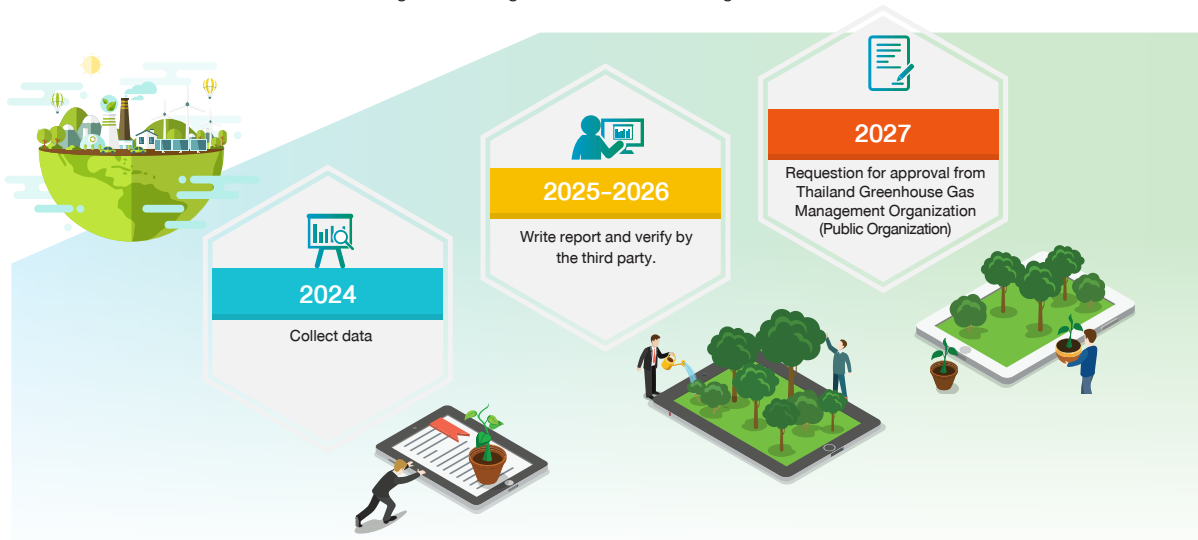 2024
Collect data
2025-2026
Write report and verify by
the third party.
2027
Requestion for approval from
Thailand Greenhouse Gas
Management Organization
(Public Organization)